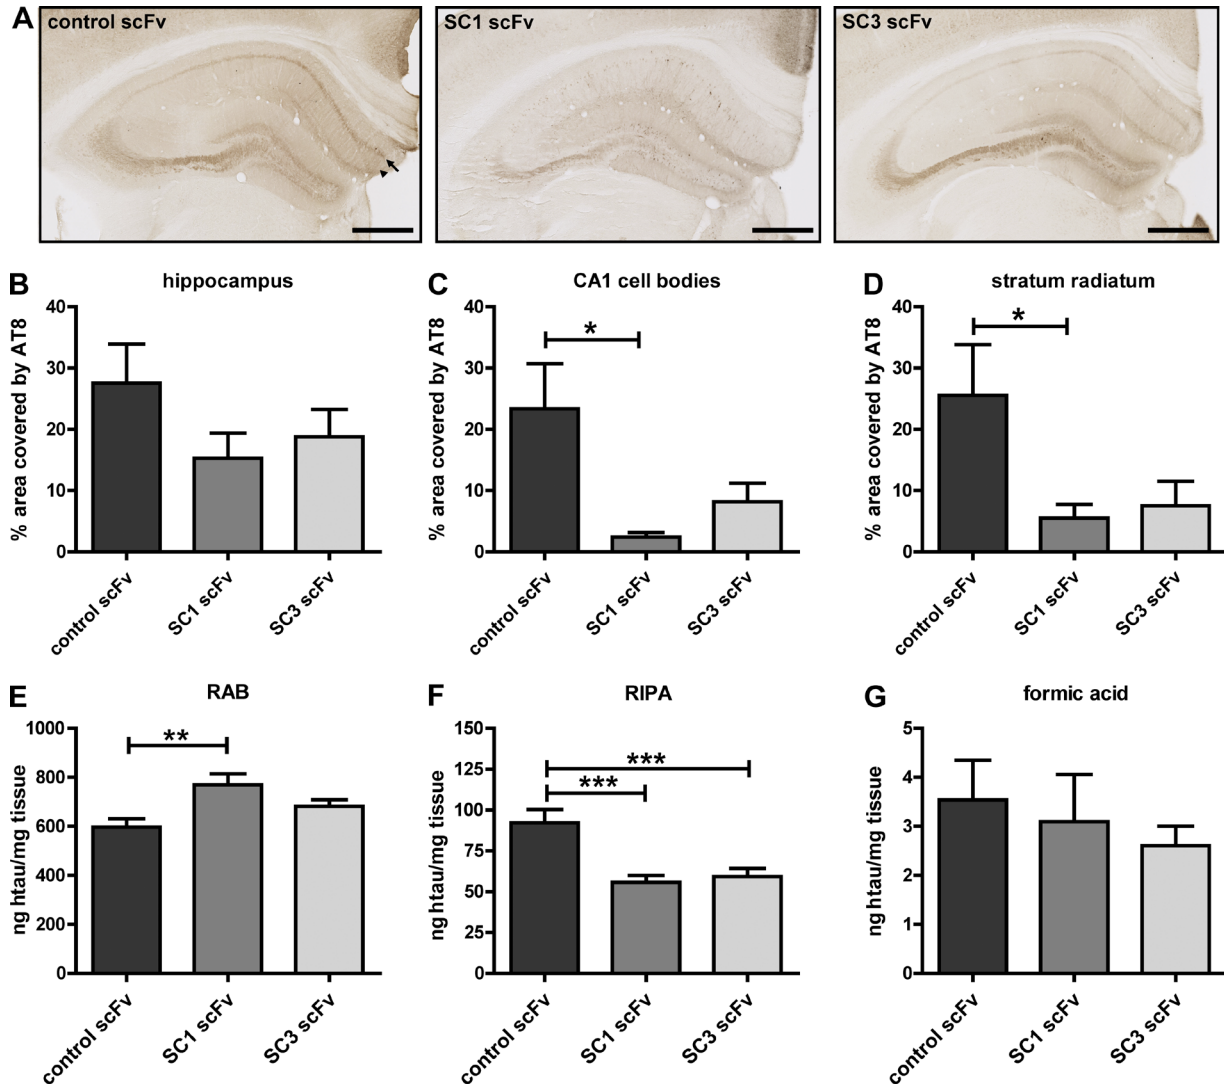 A control scFv SC1 scFv SC3 scFv
B hippocampus
% area covered by AT8
40
30
20
10
0
control scFv
SC1 scFv
SC3 scFv
C CA1 cell bodies
% area covered by AT8
40
30
20
10
0
*
control scFv
SC1 scFv
SC3 scFv
D stratum radiatum
% area covered by AT8
40
30
20
10
0
*
control scFv
SC1 scFv
SC3 scFv
E RAB
ng htau/mg tissue
1000
800
600
400
200
0
**
control scFv
SC1 scFv
SC3 scFv
F RIPA
ng htau/mg tissue
150
125
100
75
50
25
0
***
***
control scFv
SC1 scFv
SC3 scFv
G formic acid
ng htau/mg tissue
5
4
3
2
1
0
control scFv
SC1 scFv
SC3 scFv